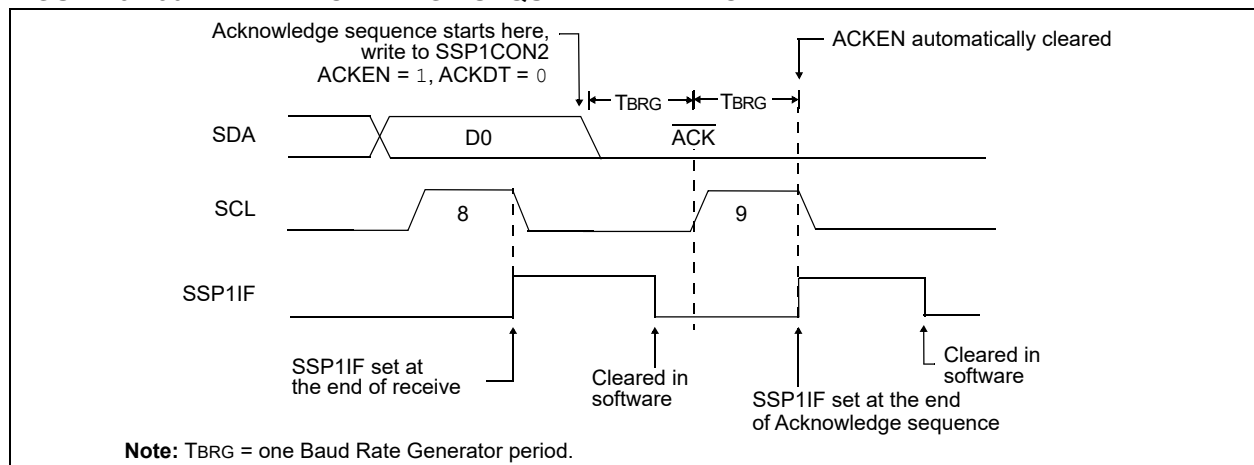 Acknowledge sequence starts here,
write to SSP1CON2
ACKEN = 1, ACKDT = 0
ACKEN automatically cleared
TBRG
TBRG
SDA
D0
ACK
SCL
8
9
SSP1IF
SSP1IF set at
the end of receive
Cleared in
software
SSP1IF set at the end
of Acknowledge sequence
Cleared in
software
Note: TBRG = one Baud Rate Generator period.